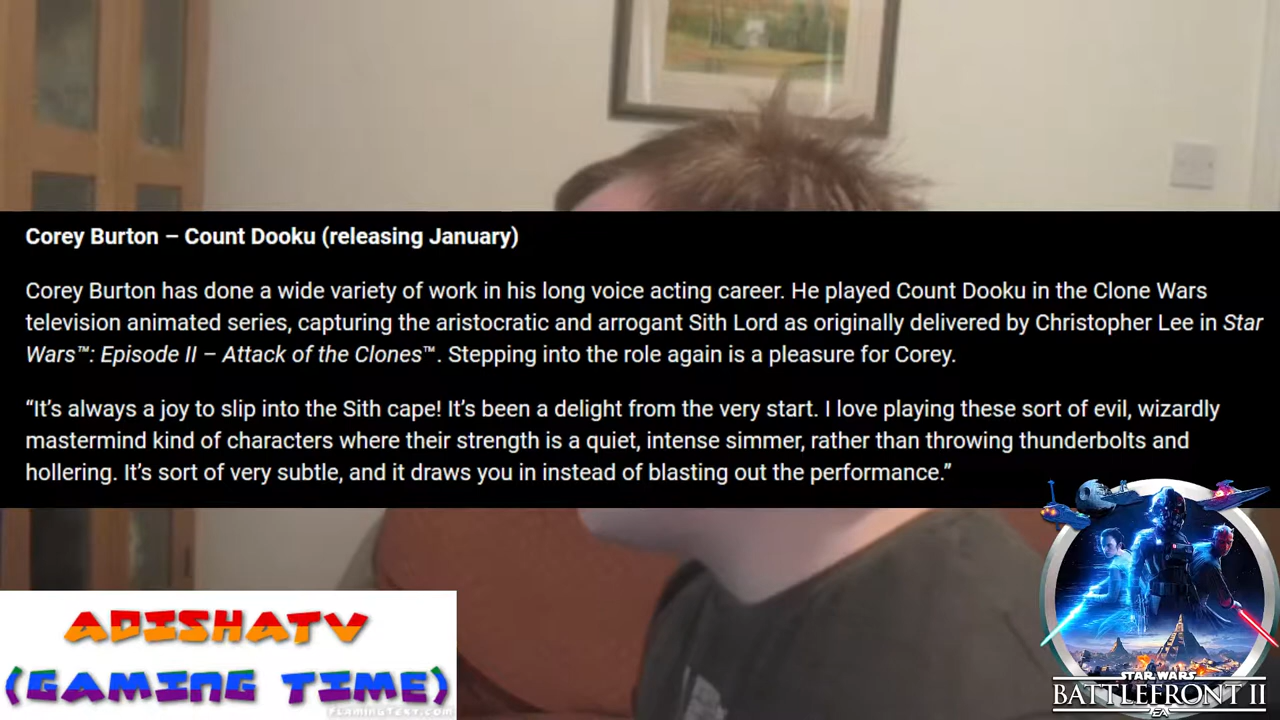 Corey Burton – Count Dooku (releasing January)
Corey Burton has done a wide variety of work in his long voice acting career. He played Count Dooku in the Clone Wars
television animated series, capturing the aristocratic and arrogant Sith Lord as originally delivered by Christopher Lee in Star
Wars™: Episode II – Attack of the Clones™. Stepping into the role again is a pleasure for Corey.
“It’s always a joy to slip into the Sith cape! It’s been a delight from the very start. I love playing these sort of evil, wizardly
mastermind kind of characters where their strength is a quiet, intense simmer, rather than throwing thunderbolts and
hollering. It’s sort of very subtle, and it draws you in instead of blasting out the performance.”
ADISHATV
(GAMING TIME)
FLAMINGTEXT.COM
STAR WARS
BATTLEFRONT II
EA